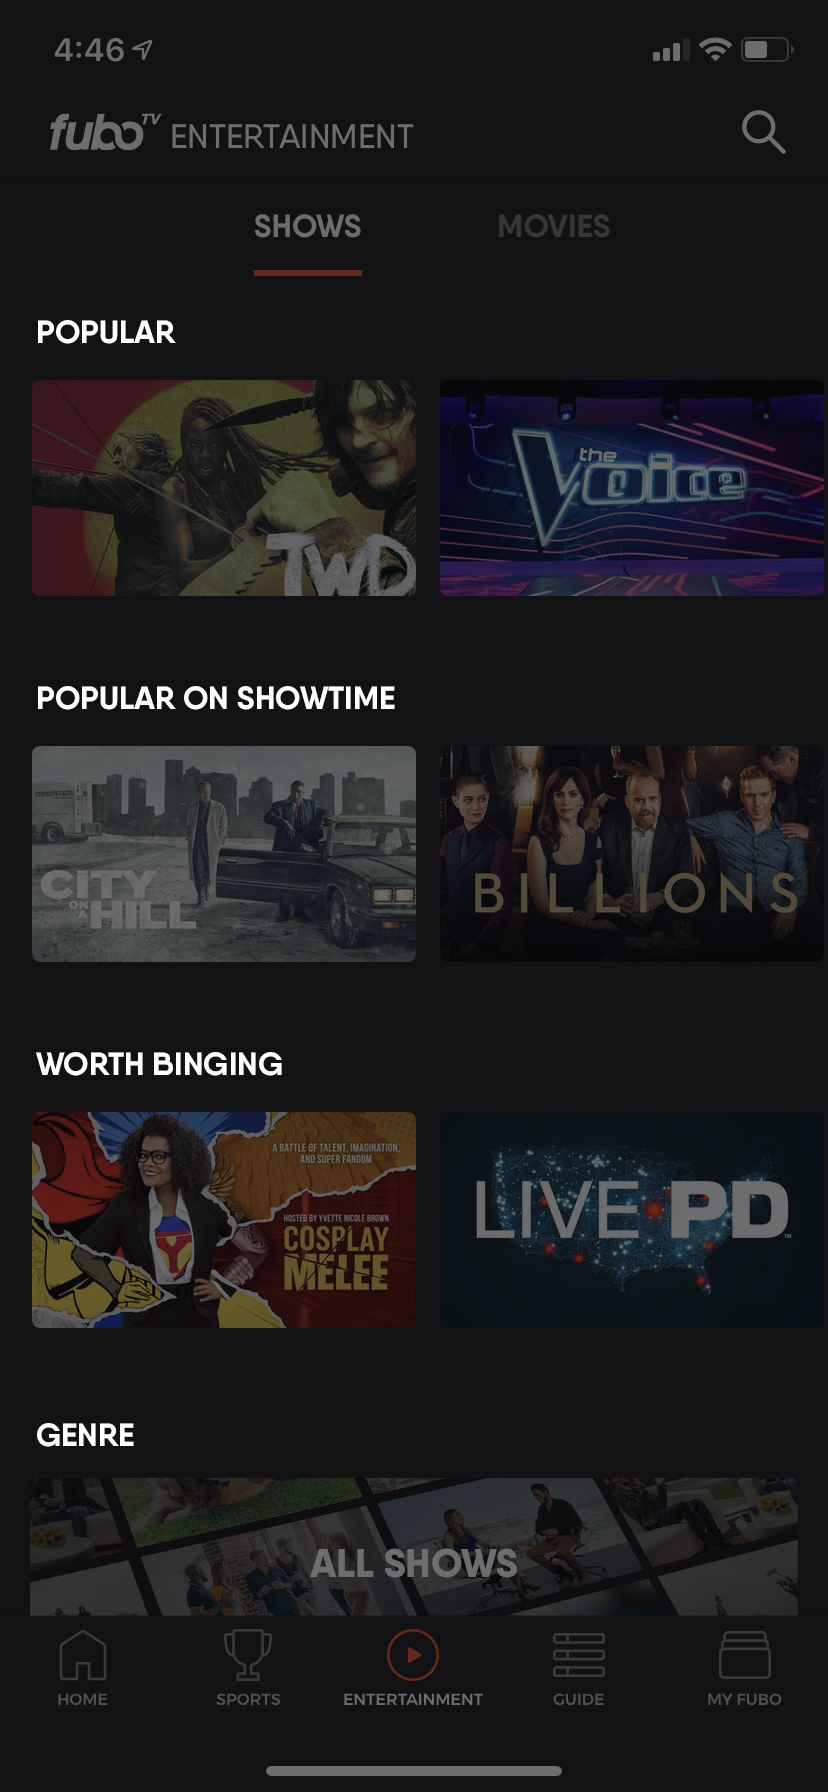 4:46
fuboTV ENTERTAINMENT
SHOWS MOVIES
POPULAR
TWD
the Voice
POPULAR ON SHOWTIME
CITY
ON
A
HILL
BILLIONS
WORTH BINGING
A BATTLE OF TALENT, IMAGINATION,
AND SUPER FANDOM
HOSTED BY YVETTE NICOLE BROWN
COSPLAY
MELEE
LIVE PD™
GENRE
ALL SHOWS
HOME SPORTS ENTERTAINMENT GUIDE MY FUBO